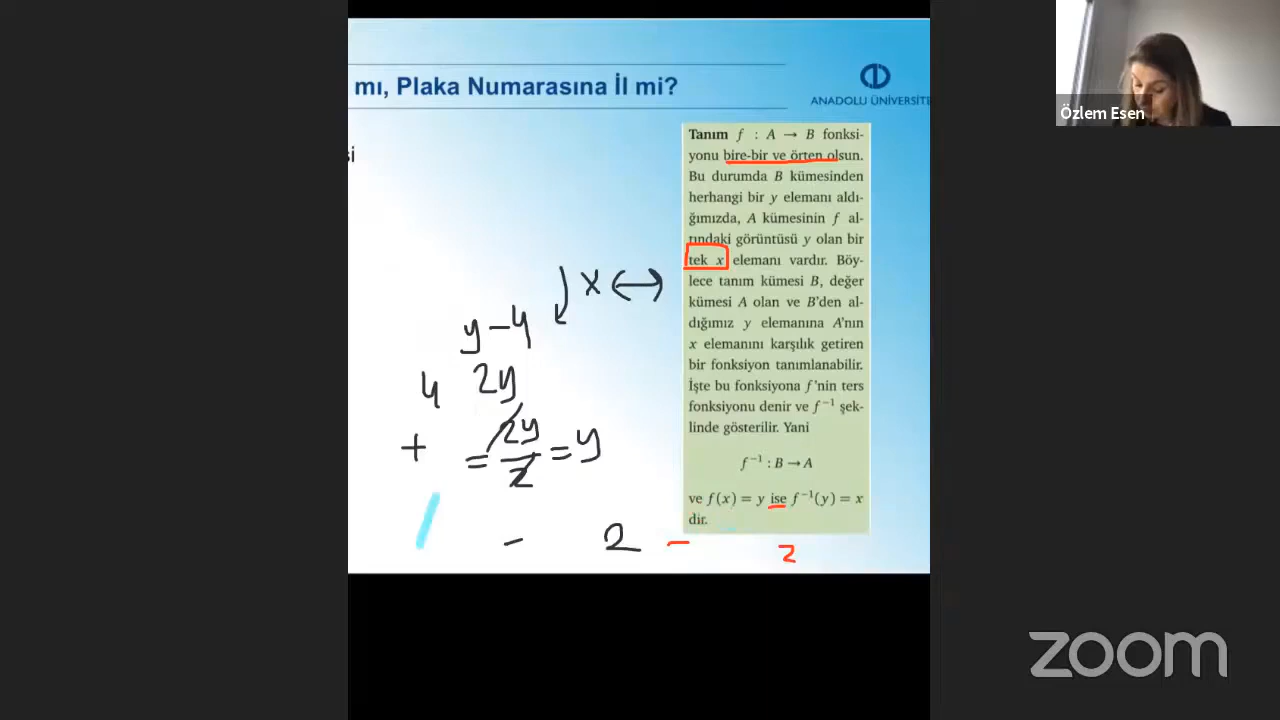 mı, Plaka Numarasına İl mi?
ANADOLU ÜNİVERSİTE
Özlem Esen
si
Tanım f : A → B fonksi-
yonu bire-bir ve örten olsun.
Bu durumda B kümesinden
herhangi bir y elemanı aldı-
ğımızda, A kümesinin f al-
tındaki görüntüsü y olan bir
tek x elemanı vardır. Böy-
lece tanım kümesi B, değer
kümesi A olan ve B'den al-
dığımız y elemanına A'nın
x elemanını karşılık getiren
bir fonksiyon tanımlanabilir.
İşte bu fonksiyona f'nin ters
fonksiyonu denir ve f⁻¹ şek-
linde gösterilir. Yani
f⁻¹ : B → A
ve f(x) = y ise f⁻¹(y) = x
dir.
x ↔
y - 4
4 2y
+ = 2y/2 = y
- 2 - 2
zoom